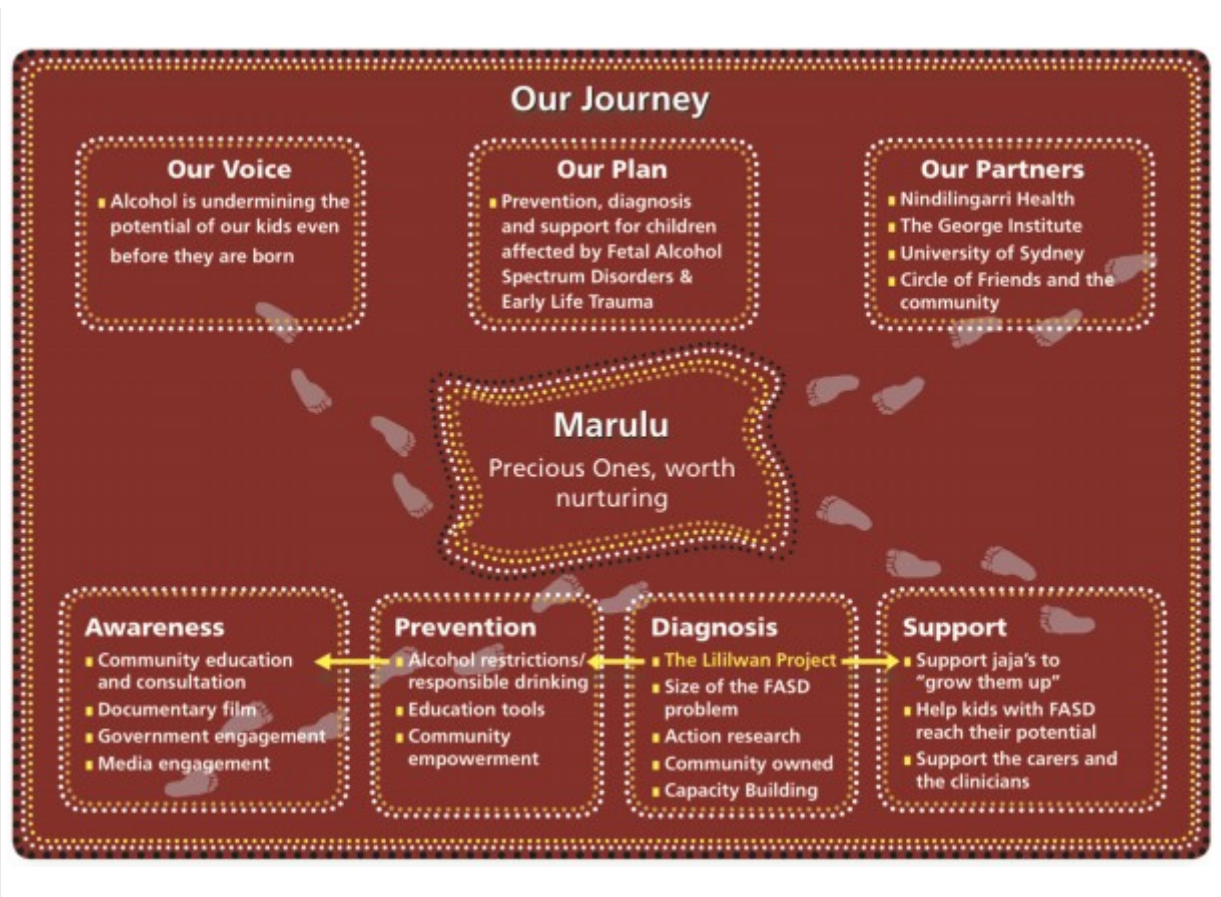 Our Journey
Our Voice
▪ Alcohol is undermining the
potential of our kids even
before they are born
Our Plan
▪ Prevention, diagnosis
and support for children
affected by Fetal Alcohol
Spectrum Disorders &
Early Life Trauma
Our Partners
▪ Nindilingarri Health
▪ The George Institute
▪ University of Sydney
▪ Circle of Friends and the
community
Marulu
Precious Ones, worth
nurturing
Awareness
▪ Community education
and consultation
▪ Documentary film
▪ Government engagement
▪ Media engagement
Prevention
▪ Alcohol restrictions/
responsible drinking
▪ Education tools
▪ Community
empowerment
Diagnosis
▪ The Lililwan Project
▪ Size of the FASD
problem
▪ Action research
▪ Community owned
▪ Capacity Building
Support
▪ Support jaja's to
"grow them up"
▪ Help kids with FASD
reach their potential
▪ Support the carers and
the clinicians